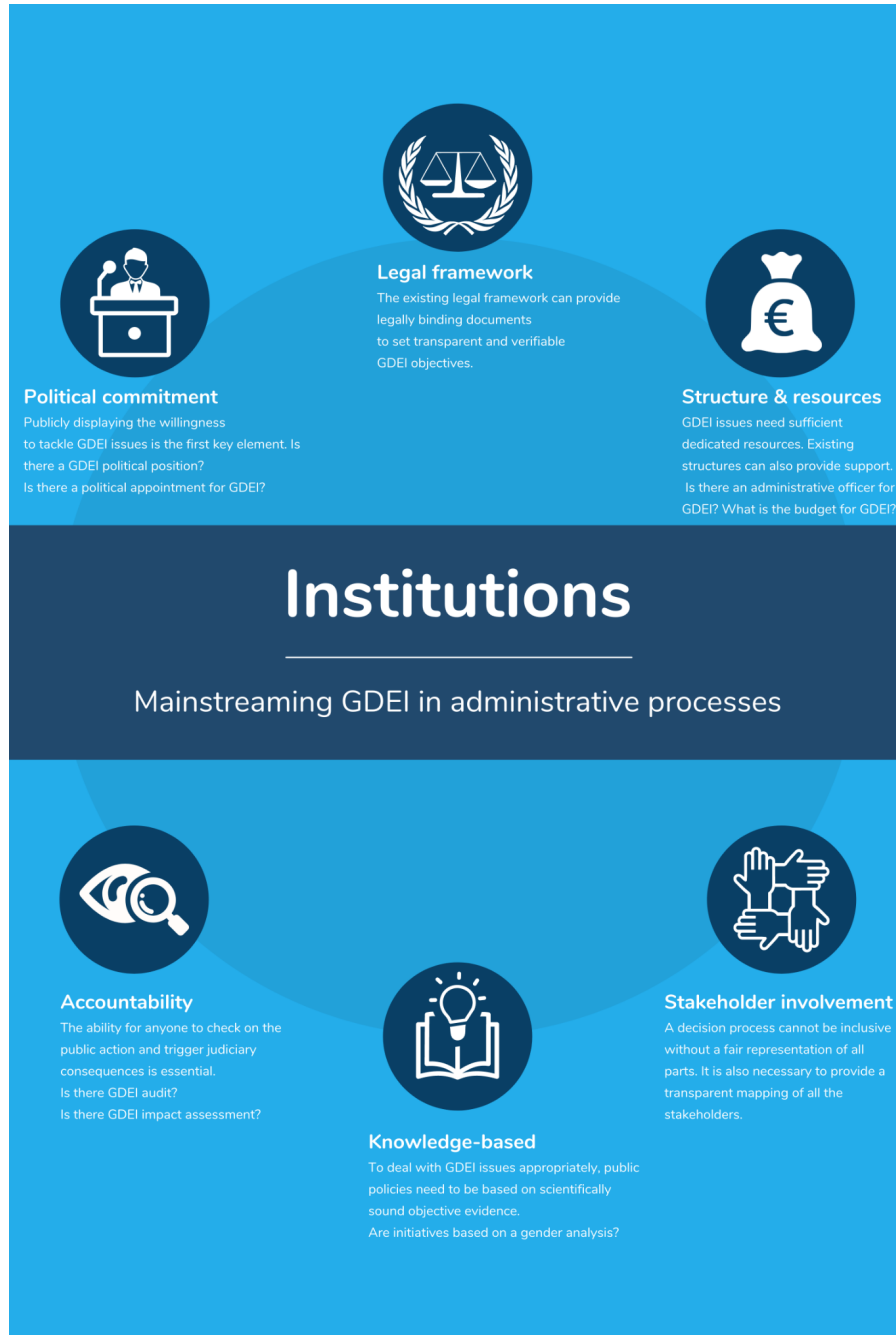 Legal framework
The existing legal framework can provide
legally binding documents
to set transparent and verifiable
GDEI objectives.
Political commitment
Publicly displaying the willingness
to tackle GDEI issues is the first key element. Is
there a GDEI political position?
Is there a political appointment for GDEI?
€
Structure & resources
GDEI issues need sufficient
dedicated resources. Existing
structures can also provide support.
Is there an administrative officer for
GDEI? What is the budget for GDEI?
Institutions
Mainstreaming GDEI in administrative processes
Accountability
The ability for anyone to check on the
public action and trigger judiciary
consequences is essential.
Is there GDEI audit?
Is there GDEI impact assessment?
Knowledge-based
To deal with GDEI issues appropriately, public
policies need to be based on scientifically
sound objective evidence.
Are initiatives based on a gender analysis?
Stakeholder involvement
A decision process cannot be inclusive
without a fair representation of all
parts. It is also necessary to provide a
transparent mapping of all the
stakeholders.